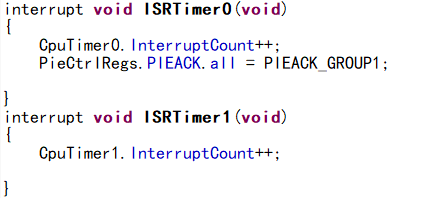 interrupt void ISRTimer0(void)
{
    CpuTimer0.InterruptCount++;
    PieCtrlRegs.PIEACK.all = PIEACK_GROUP1;
}
interrupt void ISRTimer1(void)
{
    CpuTimer1.InterruptCount++;
}